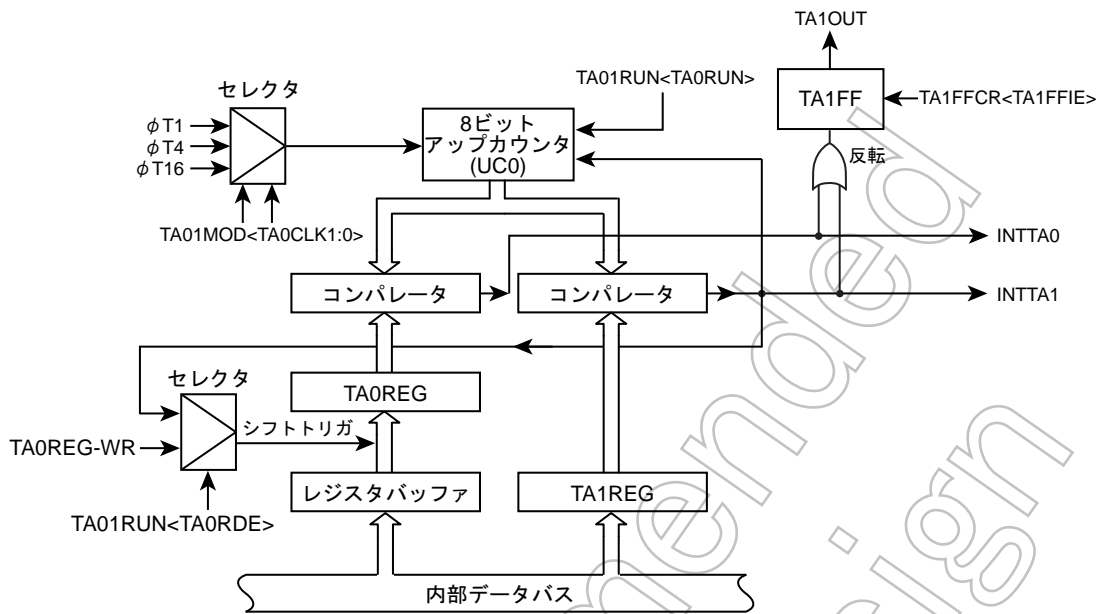 TA1OUT
TA01RUN<TA0RUN>
TA1FF
TA1FFCR<TA1FFIE>
セレクタ
φT1
φT4
φT16
8ビット
アップカウンタ
(UC0)
反転
TA01MOD<TA0CLK1:0>
INTTA0
コンパレータ
コンパレータ
INTTA1
セレクタ
TA0REG
シフトトリガ
TA0REG-WR
レジスタバッファ
TA1REG
TA01RUN<TA0RDE>
内部データバス
mended
sign